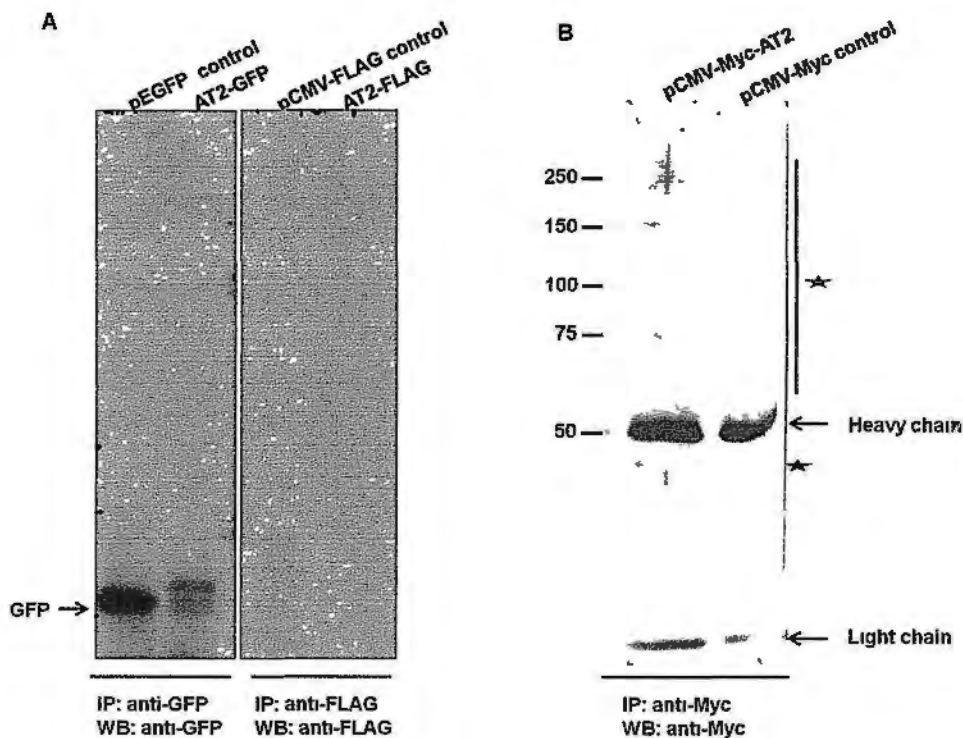 A
pEGFP control
AT2-GFP
pCMV-FLAG control
AT2-FLAG
GFP
IP: anti-GFP
WB: anti-GFP
IP: anti-FLAG
WB: anti-FLAG
B
pCMV-Myc-AT2
pCMV-Myc control
250
150
100
75
50
Heavy chain
Light chain
IP: anti-Myc
WB: anti-Myc